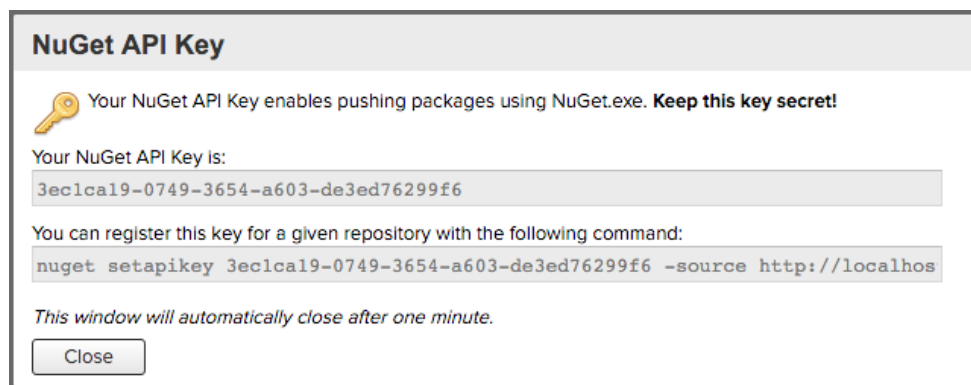 NuGet API Key
Your NuGet API Key enables pushing packages using NuGet.exe. Keep this key secret!
Your NuGet API Key is:
3ec1ca19-0749-3654-a603-de3ed76299f6
You can register this key for a given repository with the following command:
nuget setapikey 3ec1ca19-0749-3654-a603-de3ed76299f6 -source http://localhos
This window will automatically close after one minute.
Close